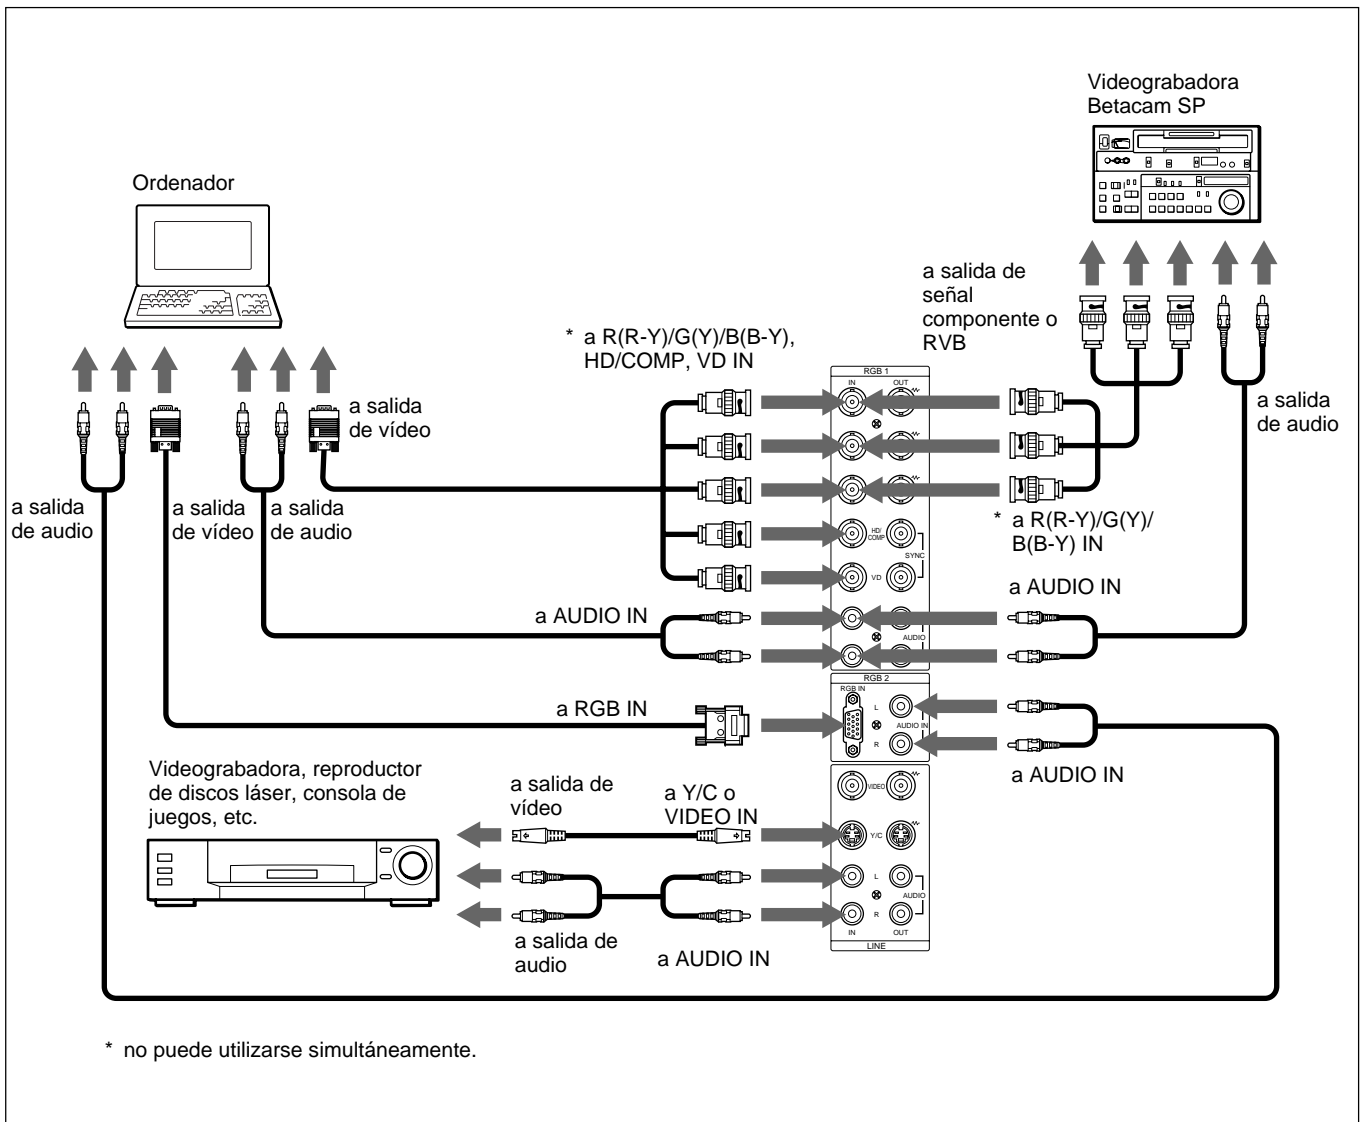 Videograbadora
Betacam SP
Ordenador
a salida de
señal
componente o
RVB
* a R(R-Y)/G(Y)/B(B-Y),
HD/COMP, VD IN
a salida
de vídeo
a salida
de audio
a salida
de audio
a salida
de vídeo
a salida
de audio
RGB 1
IN
OUT
HD/
COMP
SYNC
VD
AUDIO
* a R(R-Y)/G(Y)/
B(B-Y) IN
a AUDIO IN
a AUDIO IN
a RGB IN
RGB 2
RGB IN
L
AUDIO IN
R
a AUDIO IN
Videograbadora, reproductor
de discos láser, consola de
juegos, etc.
a salida de
vídeo
a Y/C o
VIDEO IN
VIDEO
Y/C
L
AUDIO
R
IN
OUT
LINE
a salida de
audio
a AUDIO IN
* no puede utilizarse simultáneamente.